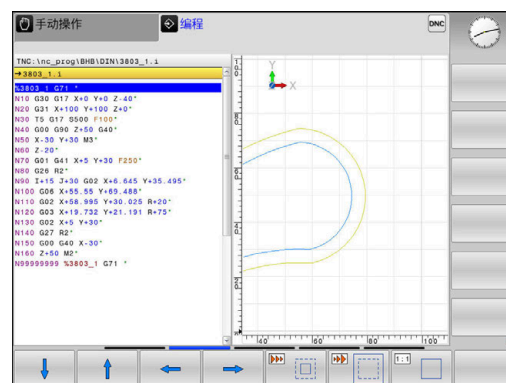 手动操作
编程
DNC
TNC:\nc_prog\BHB\DIN\3803_1.i
→3803_1.i
%3803_1 G71 *
N10 G30 G17 X+0 Y+0 Z-40*
N20 G31 X+100 Y+100 Z+0*
N30 T5 G17 S500 F100*
N40 G00 G90 Z+50 G40*
N50 X-30 Y+30 M3*
N60 Z-20*
N70 G01 G41 X+5 Y+30 F250*
N80 G26 R2*
N90 I+15 J+30 G02 X+6.645 Y+35.495*
N100 G06 X+55.55 Y+69.488*
N110 G02 X+58.995 Y+30.025 R+20*
N120 G03 X+19.732 Y+21.191 R+75*
N130 G02 X+5 Y+30*
N140 G27 R2*
N150 G00 G40 X-30*
N160 Z+50 M2*
N99999999 %3803_1 G71 *
Y
X
40
60
80
100
1:1